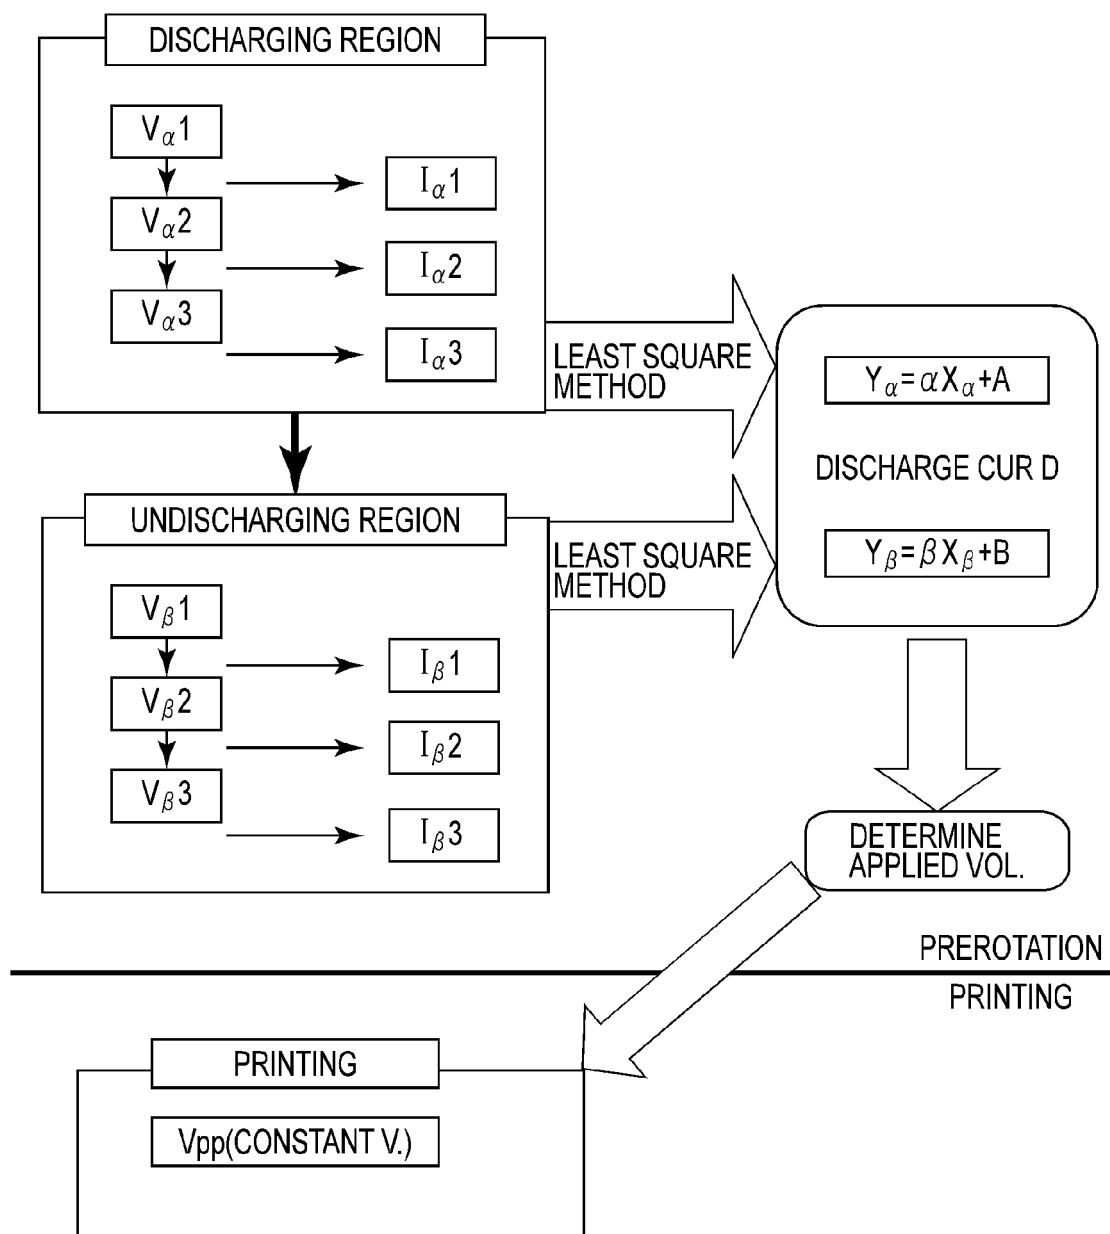 DISCHARGING REGION
Vα1
Iα1
Vα2
Iα2
Vα3
Iα3
LEAST SQUARE
METHOD
Yα=αXα+A
DISCHARGE CUR D
Yβ=βXβ+B
UNDISCHARGING REGION
LEAST SQUARE
METHOD
Vβ1
Iβ1
Vβ2
Iβ2
Vβ3
Iβ3
DETERMINE
APPLIED VOL.
PREROTATION
PRINTING
PRINTING
Vpp(CONSTANT V.)